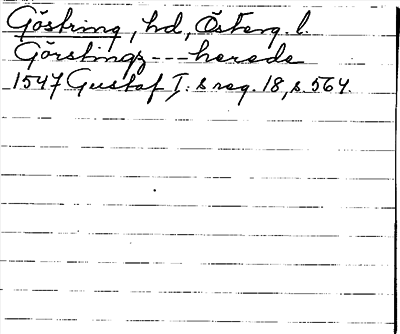 Göstring, hd, Österg. l.
Görstingz --- herede
1547 Gustaf I:s reg. 18, s. 564.